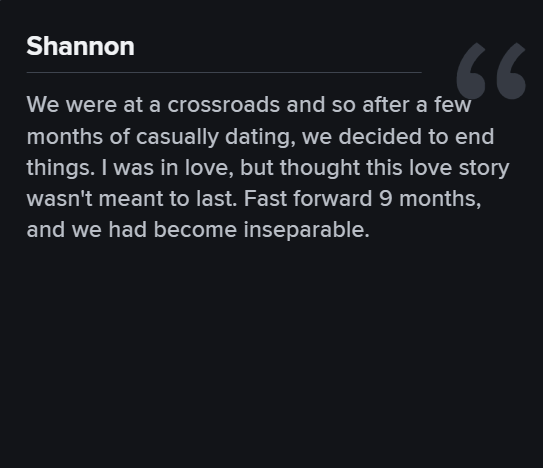 Shannon
We were at a crossroads and so after a few
months of casually dating, we decided to end
things. I was in love, but thought this love story
wasn't meant to last. Fast forward 9 months,
and we had become inseparable.